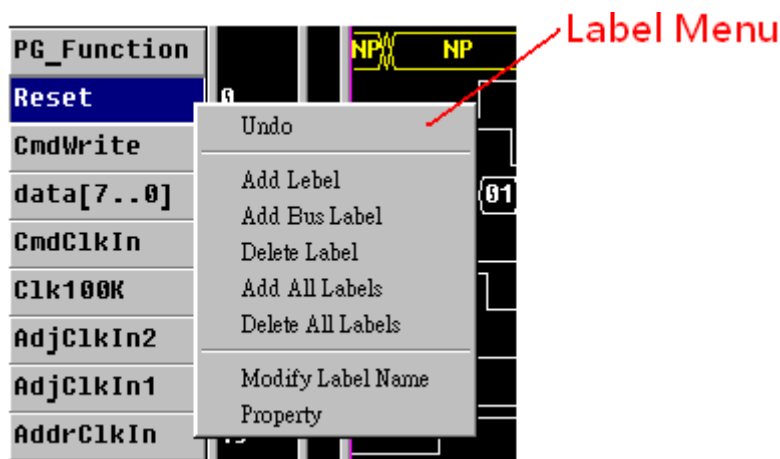 Label Menu
PG_Function
NP
NP
Reset
0
Undo
CmdWrite
Add Lebel
data[7..0]
01
Add Bus Label
CmdClkIn
Delete Label
Clk100K
Add All Labels
AdjClkIn2
Delete All Labels
AdjClkIn1
Modify Label Name
Property
AddrClkIn